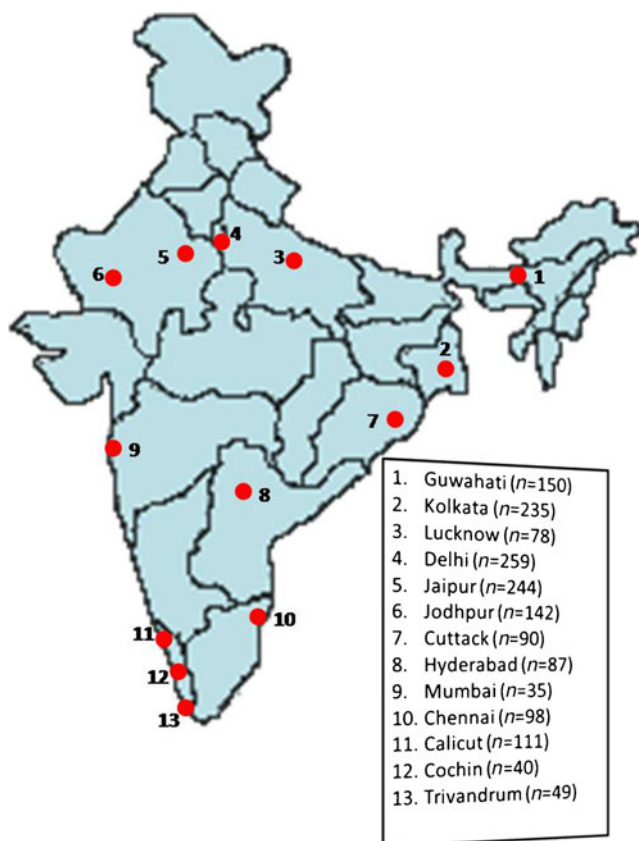 4
5
3
6
1
2
7
9
8
10
11
12
13
1. Guwahati (n=150)
2. Kolkata (n=235)
3. Lucknow (n=78)
4. Delhi (n=259)
5. Jaipur (n=244)
6. Jodhpur (n=142)
7. Cuttack (n=90)
8. Hyderabad (n=87)
9. Mumbai (n=35)
10. Chennai (n=98)
11. Calicut (n=111)
12. Cochin (n=40)
13. Trivandrum (n=49)